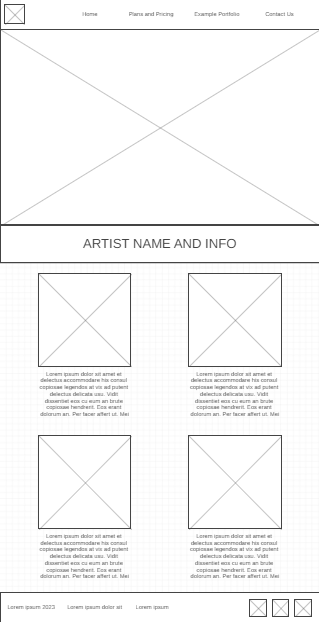 Home Plans and Pricing Example Portfolio Contact Us
ARTIST NAME AND INFO
Lorem ipsum dolor sit amet et
delectus accommodare his consul
copiosae legendos at vix ad putent
delectus delicata usu. Vidit
dissentiet eos cu eum an brute
copiosae hendrerit. Eos erant
dolorum an. Per facer affert ut. Mei
Lorem ipsum dolor sit amet et
delectus accommodare his consul
copiosae legendos at vix ad putent
delectus delicata usu. Vidit
dissentiet eos cu eum an brute
copiosae hendrerit. Eos erant
dolorum an. Per facer affert ut. Mei
Lorem ipsum dolor sit amet et
delectus accommodare his consul
copiosae legendos at vix ad putent
delectus delicata usu. Vidit
dissentiet eos cu eum an brute
copiosae hendrerit. Eos erant
dolorum an. Per facer affert ut. Mei
Lorem ipsum dolor sit amet et
delectus accommodare his consul
copiosae legendos at vix ad putent
delectus delicata usu. Vidit
dissentiet eos cu eum an brute
copiosae hendrerit. Eos erant
dolorum an. Per facer affert ut. Mei
Lorem ipsum 2023 Lorem ipsum dolor sit Lorem ipsum